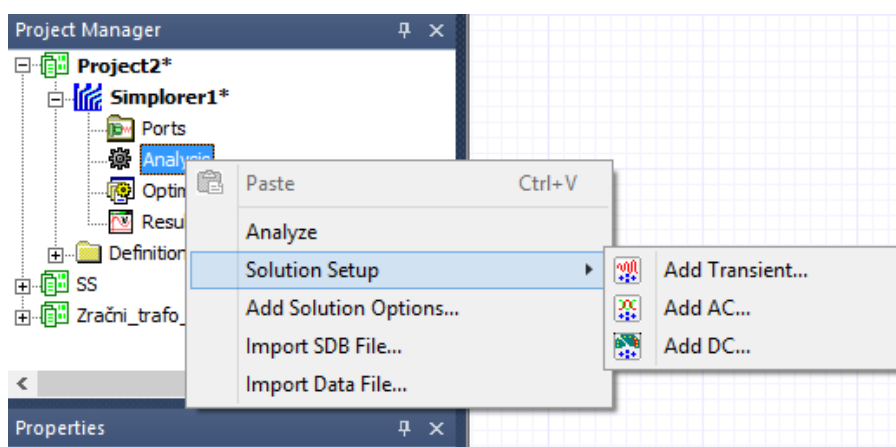 Project Manager
Project2*
Simplorer1*
Ports
Analysis
Paste Ctrl+V
Optim
Resu
Analyze
Definition
Solution Setup
Add Transient...
SS
Add Solution Options...
Add AC...
Zračni_trafo_
Import SDB File...
Add DC...
Import Data File...
Properties